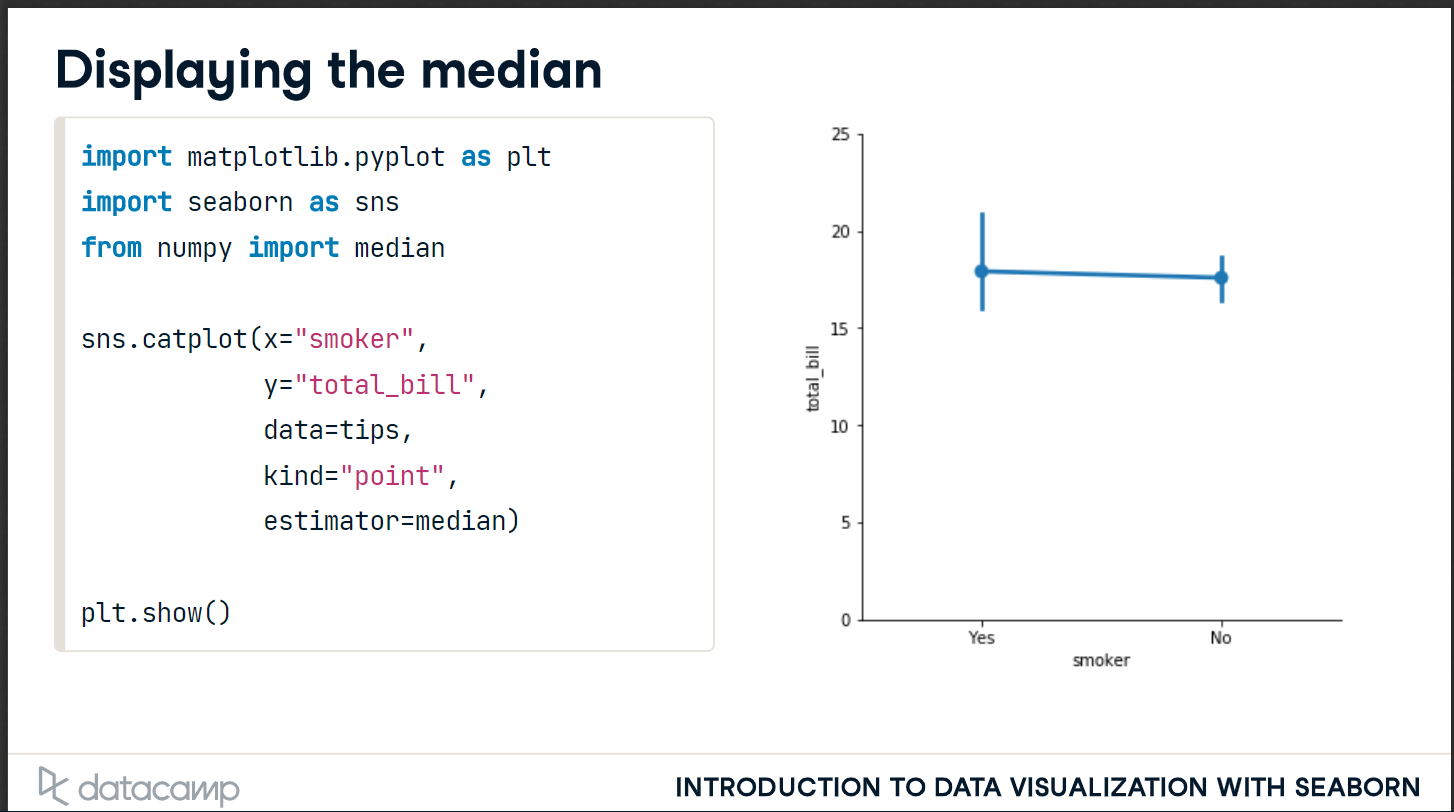 Displaying the median
import matplotlib.pyplot as plt
import seaborn as sns
from numpy import median
sns.catplot(x="smoker",
            y="total_bill",
            data=tips,
            kind="point",
            estimator=median)
plt.show()
25
20
15
10
5
0
total_bill
Yes No
smoker
datacamp
INTRODUCTION TO DATA VISUALIZATION WITH SEABORN